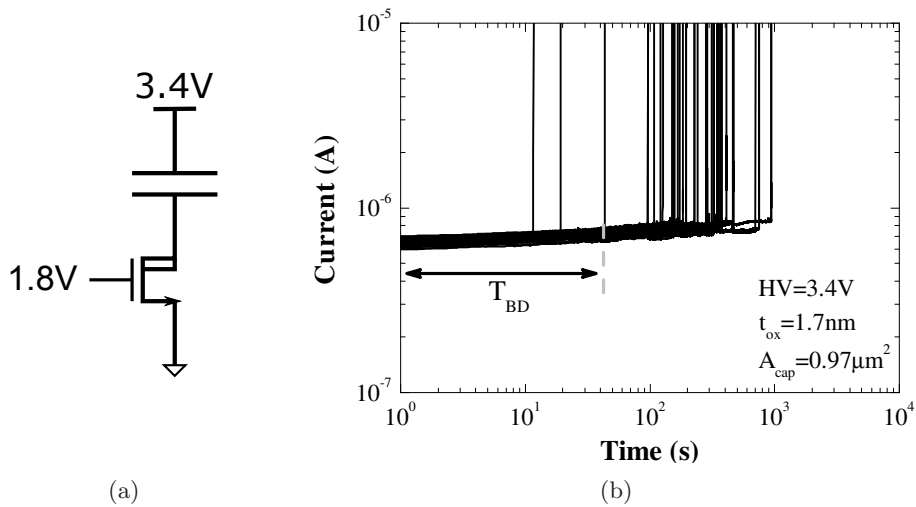 3.4V
1.8V
(a)
Current (A)
10^-5
10^-6
10^-7
T_BD
HV=3.4V
t_ox=1.7nm
A_cap=0.97μm^2
10^0
10^1
10^2
10^3
10^4
Time (s)
(b)